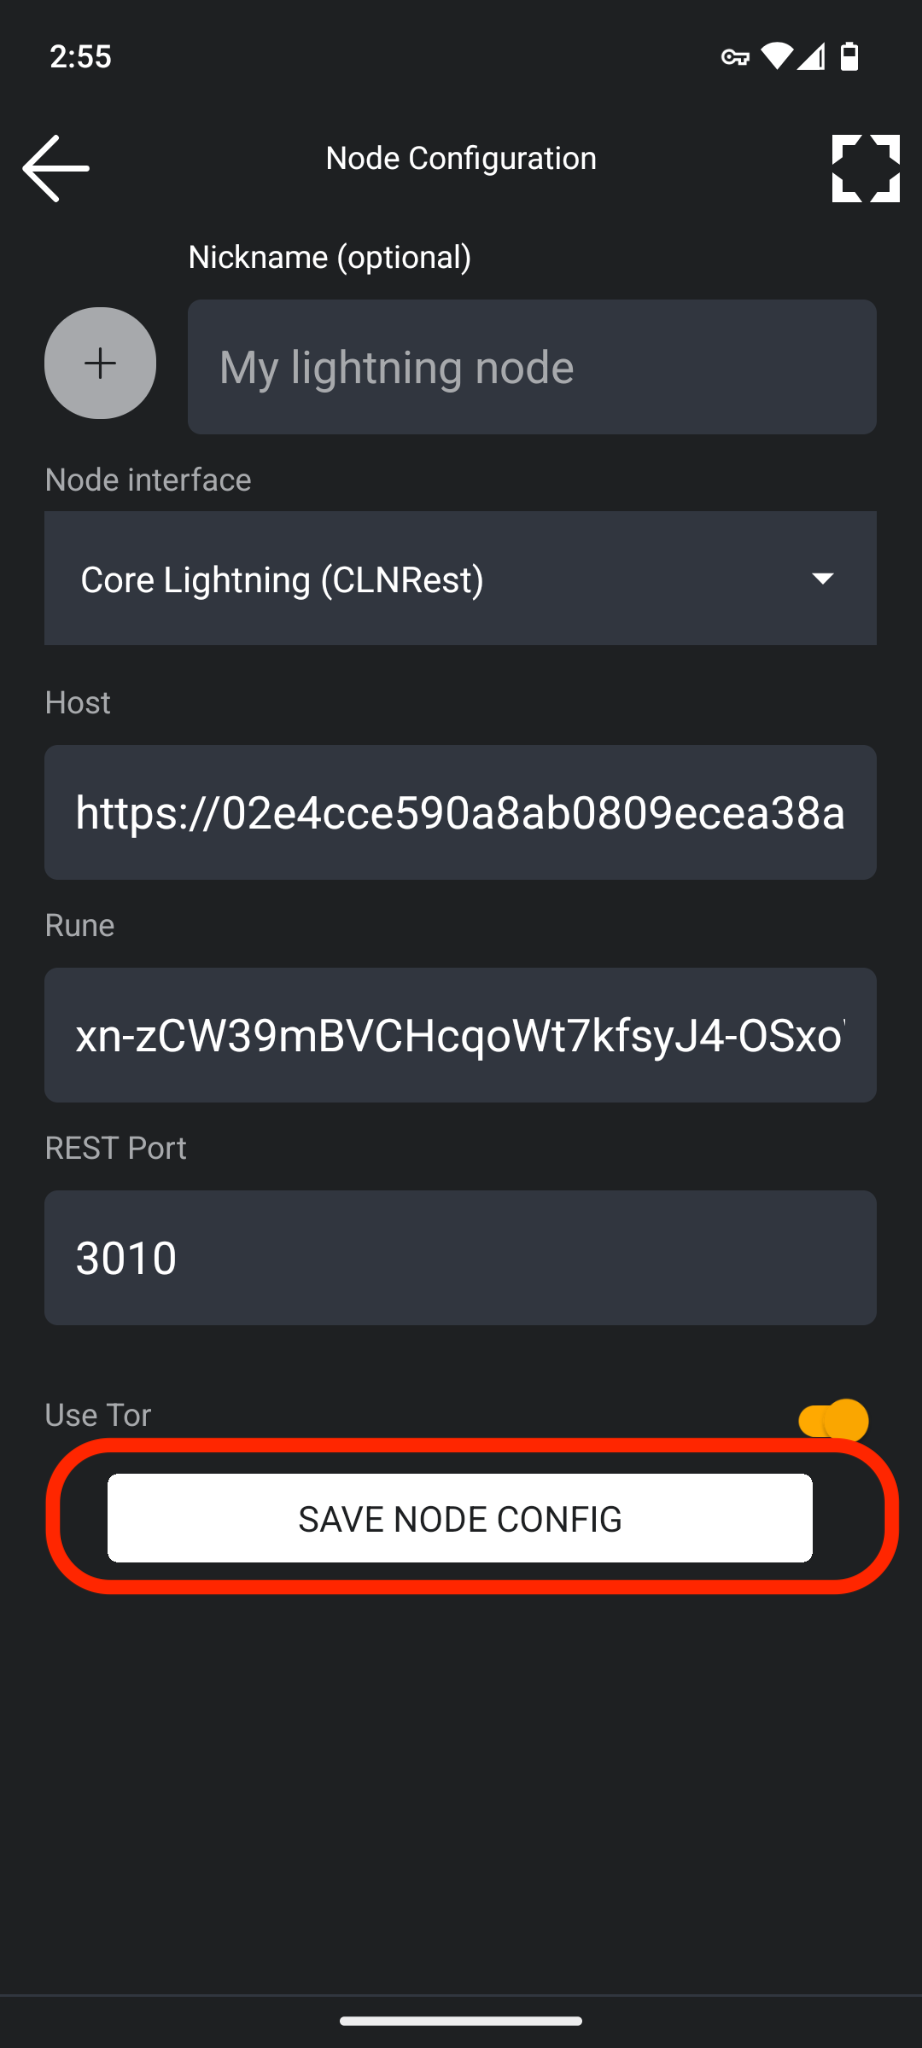 2:55
Node Configuration
Nickname (optional)
My lightning node
Node interface
Core Lightning (CLNRest)
Host
https://02e4cce590a8ab0809ecea38a
Rune
xn-zCW39mBVCHcqoWt7kfsyJ4-OSxo
REST Port
3010
Use Tor
SAVE NODE CONFIG